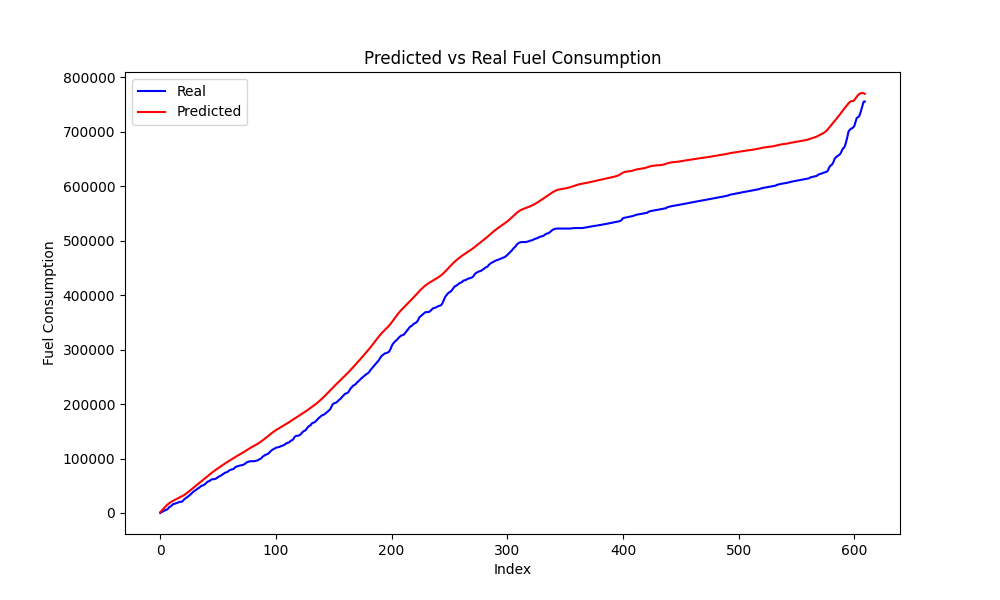 Predicted vs Real Fuel Consumption
Real
Predicted
800000
700000
600000
500000
400000
300000
200000
100000
0
Fuel Consumption
0 100 200 300 400 500 600
Index